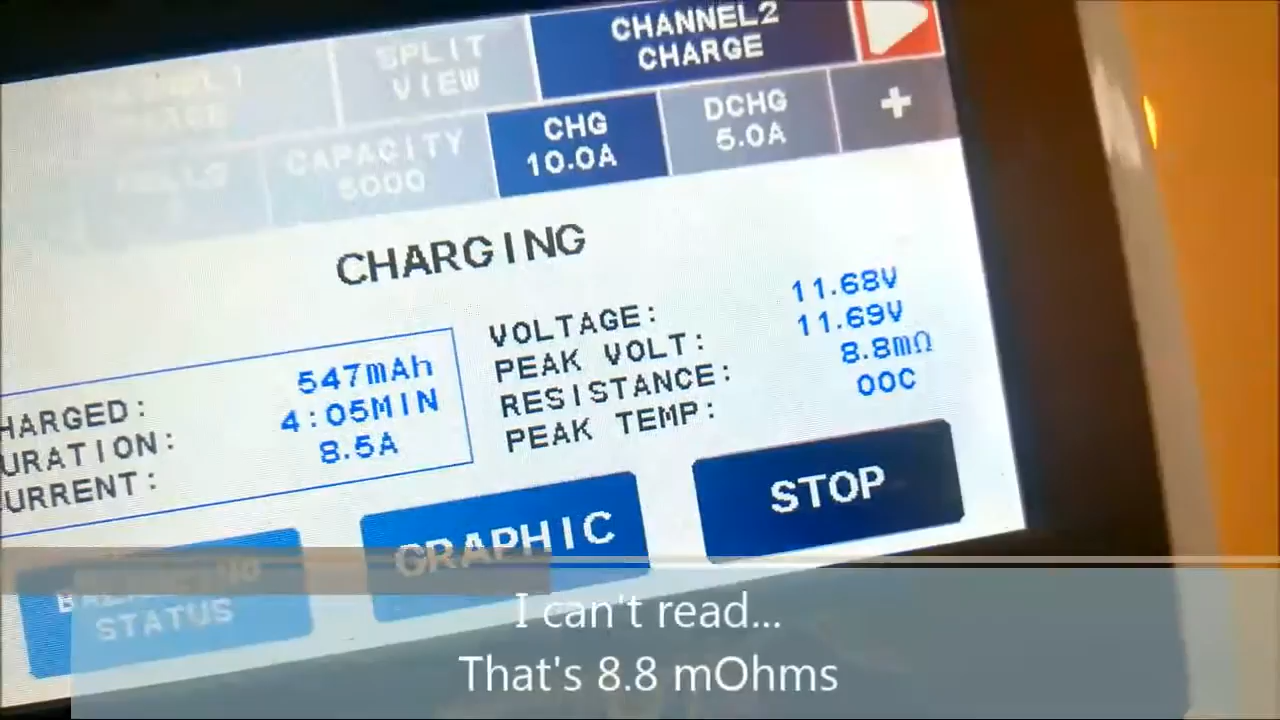 SPLIT
VIEW
CHANNEL2
CHARGE
CAPACITY
5000
CHG
10.0A
DCHG
5.0A
+
CHARGING
HARGED: 547mAh
URATION: 4:05MIN
URRENT: 8.5A
VOLTAGE: 11.68V
PEAK VOLT: 11.69V
RESISTANCE: 8.8mΩ
PEAK TEMP: 00C
STATUS
GRAPHIC
STOP
I can't read...
That's 8.8 mOhms